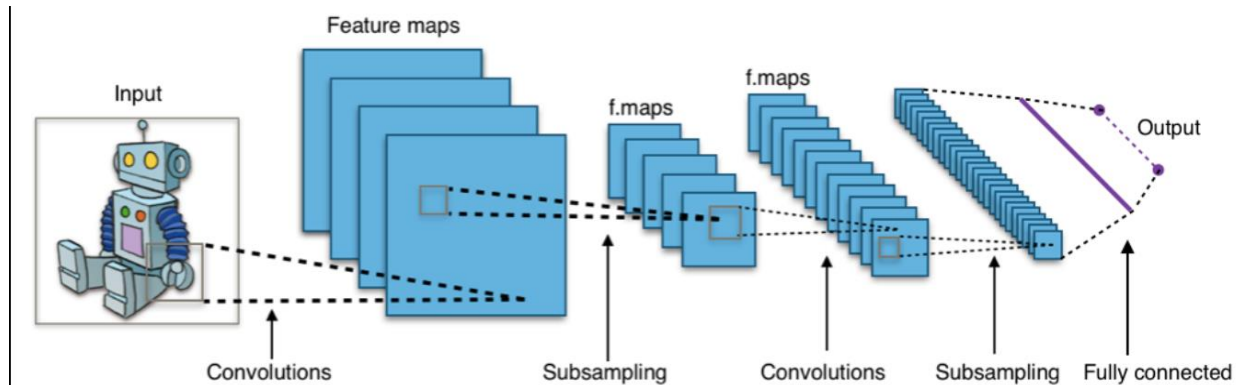 Feature maps
f.maps
f.maps
Input
Output
Convolutions
Subsampling
Convolutions
Subsampling
Fully connected